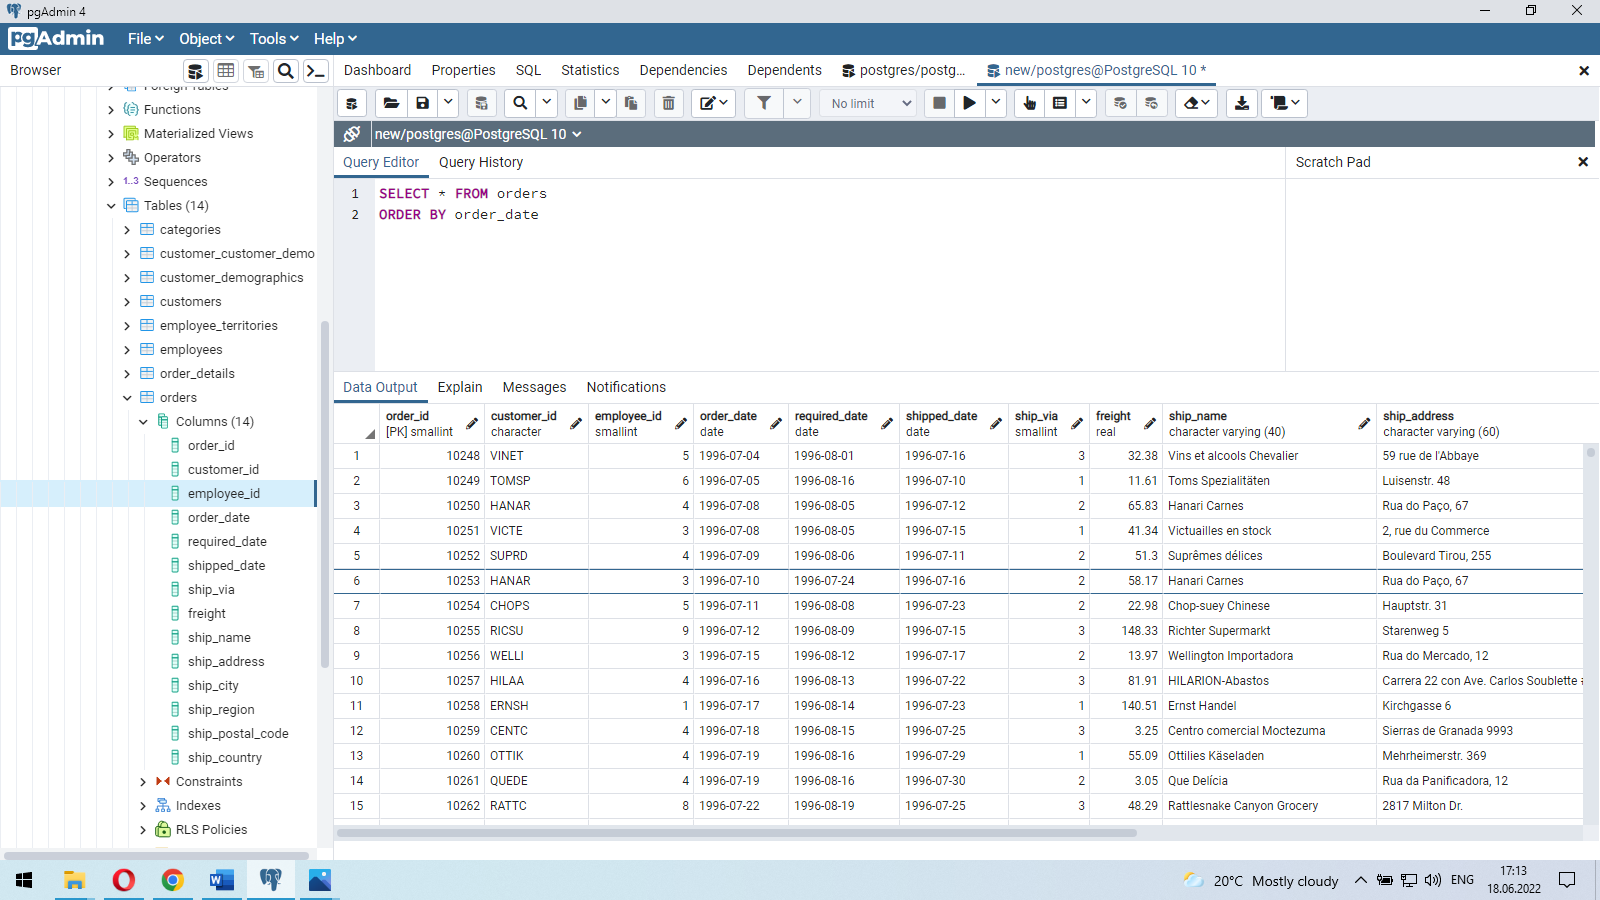 pgAdmin 4
pgAdmin File Object Tools Help
Browser
Dashboard Properties SQL Statistics Dependencies Dependents postgres/postg... new/postgres@PostgreSQL 10 *
No limit
new/postgres@PostgreSQL 10
Query Editor Query History
Scratch Pad
1 SELECT * FROM orders
2 ORDER BY order_date
Foreign Tables
Functions
Materialized Views
Operators
1..3 Sequences
Tables (14)
categories
customer_customer_demo
customer_demographics
customers
employee_territories
employees
order_details
orders
Columns (14)
order_id
customer_id
employee_id
order_date
required_date
shipped_date
ship_via
freight
ship_name
ship_address
ship_city
ship_region
ship_postal_code
ship_country
Constraints
Indexes
RLS Policies
Data Output Explain Messages Notifications
order_id customer_id employee_id order_date required_date shipped_date ship_via freight ship_name ship_address
[PK] smallint character smallint date date date smallint real character varying (40) character varying (60)
1 10248 VINET 5 1996-07-04 1996-08-01 1996-07-16 3 32.38 Vins et alcools Chevalier 59 rue de l'Abbaye
2 10249 TOMSP 6 1996-07-05 1996-08-16 1996-07-10 1 11.61 Toms Spezialitäten Luisenstr. 48
3 10250 HANAR 4 1996-07-08 1996-08-05 1996-07-12 2 65.83 Hanari Carnes Rua do Paço, 67
4 10251 VICTE 3 1996-07-08 1996-08-05 1996-07-15 1 41.34 Victuailles en stock 2, rue du Commerce
5 10252 SUPRD 4 1996-07-09 1996-08-06 1996-07-11 2 51.3 Suprêmes délices Boulevard Tirou, 255
6 10253 HANAR 3 1996-07-10 1996-07-24 1996-07-16 2 58.17 Hanari Carnes Rua do Paço, 67
7 10254 CHOPS 5 1996-07-11 1996-08-08 1996-07-23 2 22.98 Chop-suey Chinese Hauptstr. 31
8 10255 RICSU 9 1996-07-12 1996-08-09 1996-07-15 3 148.33 Richter Supermarkt Starenweg 5
9 10256 WELLI 3 1996-07-15 1996-08-12 1996-07-17 2 13.97 Wellington Importadora Rua do Mercado, 12
10 10257 HILAA 4 1996-07-16 1996-08-13 1996-07-22 3 81.91 HILARION-Abastos Carrera 22 con Ave. Carlos Soublette
11 10258 ERNSH 1 1996-07-17 1996-08-14 1996-07-23 1 140.51 Ernst Handel Kirchgasse 6
12 10259 CENTC 4 1996-07-18 1996-08-15 1996-07-25 3 3.25 Centro comercial Moctezuma Sierras de Granada 9993
13 10260 OTTIK 4 1996-07-19 1996-08-16 1996-07-29 1 55.09 Ottilies Käseladen Mehrheimerstr. 369
14 10261 QUEDE 4 1996-07-19 1996-08-16 1996-07-30 2 3.05 Que Delícia Rua da Panificadora, 12
15 10262 RATTC 8 1996-07-22 1996-08-19 1996-07-25 3 48.29 Rattlesnake Canyon Grocery 2817 Milton Dr.
20°C Mostly cloudy ENG 17:13
18.06.2022